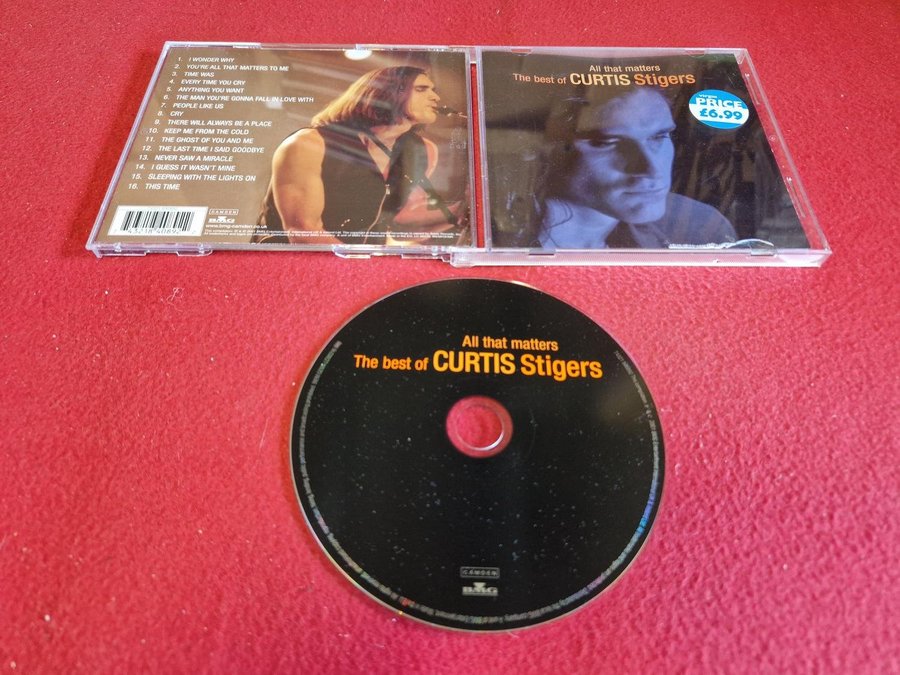 1. I WONDER WHY
2. YOU'RE ALL THAT MATTERS TO ME
3. TIME WAS
4. EVERY TIME YOU CRY
5. ANYTHING YOU WANT
6. THE MAN YOU'RE GONNA FALL IN LOVE WITH
7. PEOPLE LIKE US
8. CRY
9. THERE WILL ALWAYS BE A PLACE
10. KEEP ME FROM THE COLD
11. THE GHOST OF YOU AND ME
12. THE LAST TIME I SAID GOODBYE
13. NEVER SAW A MIRACLE
14. I GUESS IT WASN'T MINE
15. SLEEPING WITH THE LIGHTS ON
16. THIS TIME
CAMDEN
BMG
www.bmg-camden.co.uk
All that matters
The best of CURTIS Stigers
Virgin
PRICE
£6.99
All that matters
The best of CURTIS Stigers
CAMDEN
BMG